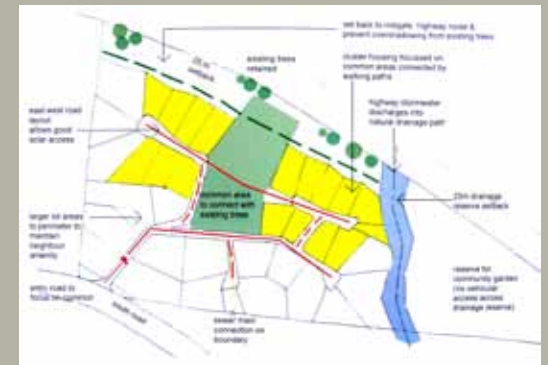 set back to mitigate highway noise &
prevent overshadowing from existing trees
existing trees
retained
25 m
setback
cluster housing focussed on
common areas connected by
walking paths
highway stormwater
discharges into
natural drainage path
east west road
layout
allows good
solar access
common area
to connect with
existing trees
drainage
reserve setback
larger lot areas
to perimeter to
maintain
neighbour
amenity
reserve for
community garden
(no vehicular
access across
drainage reserve)
entry road to
focus on common
south road
sewer main
connection on
boundary